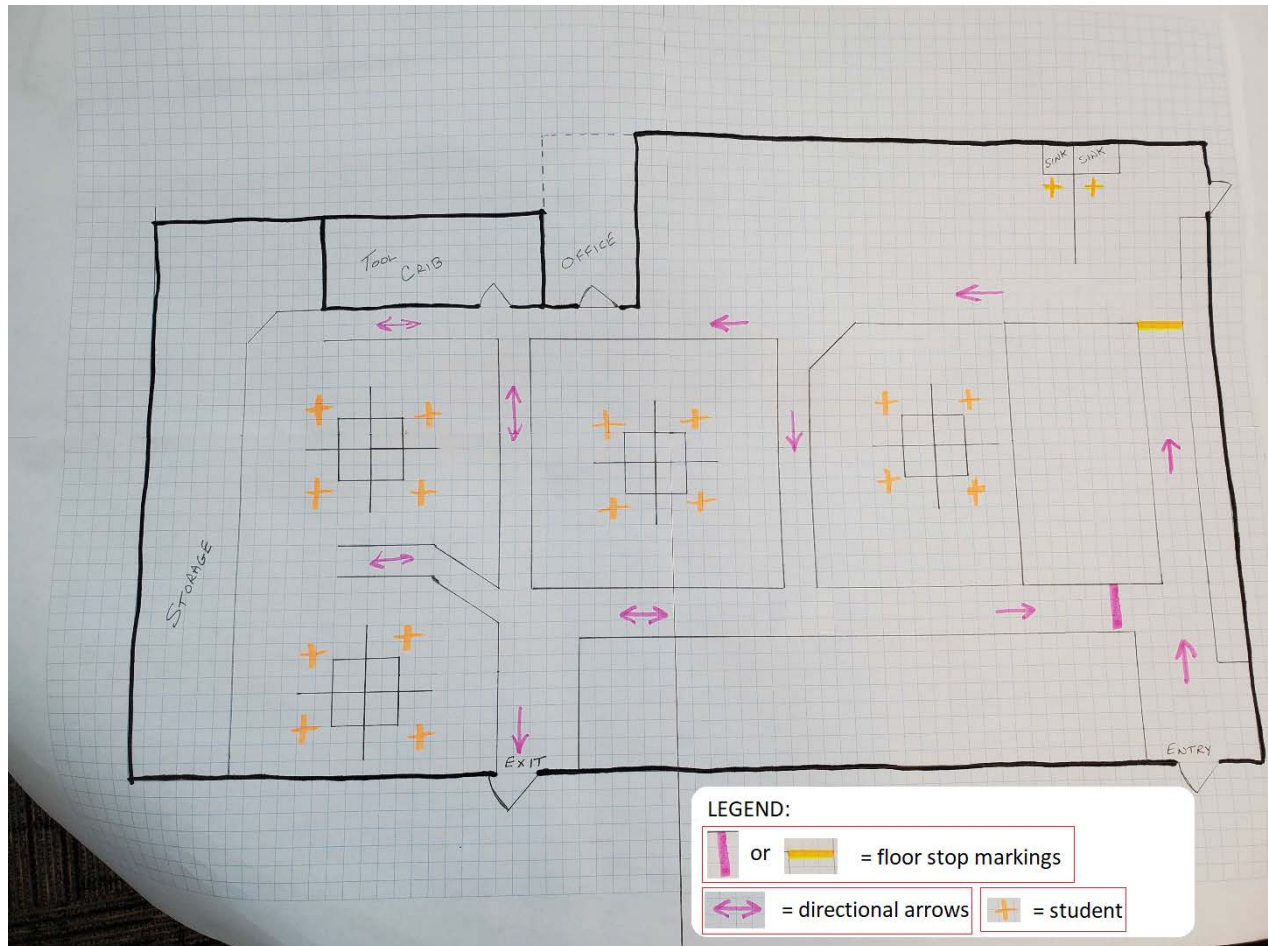 SINK
SINK
TOOL
CRIB
OFFICE
STORAGE
EXIT
ENTRY
LEGEND:
or = floor stop markings
= directional arrows
= student